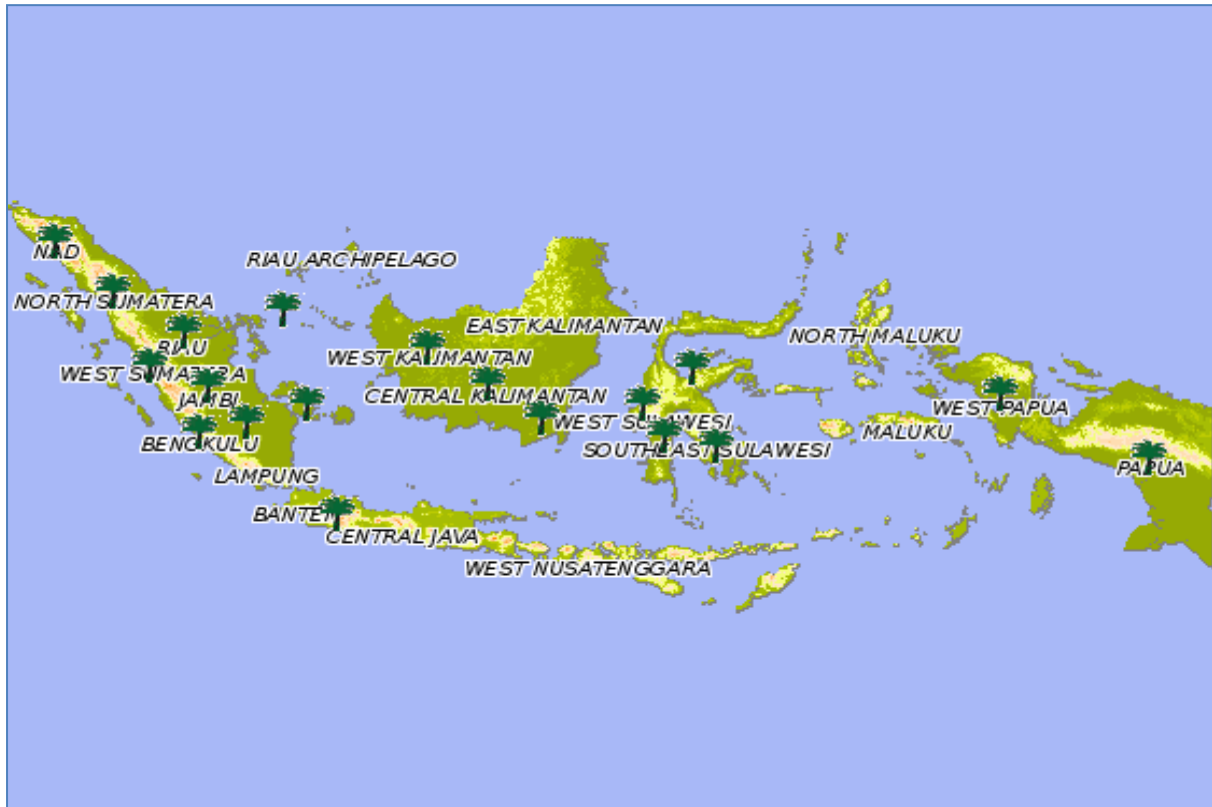 NAD
RIAU ARCHIPELAGO
NORTH SUMATERA
EAST KALIMANTAN
NORTH MALUKU
RIAU
WEST KALIMANTAN
WEST SUMATERA
JAMBI
CENTRAL KALIMANTAN
WEST PAPUA
WEST SULAWESI
MALUKU
BENGKULU
SOUTHEAST SULAWESI
PAPUA
LAMPUNG
BANTEN
CENTRAL JAVA
WEST NUSATENGGARA